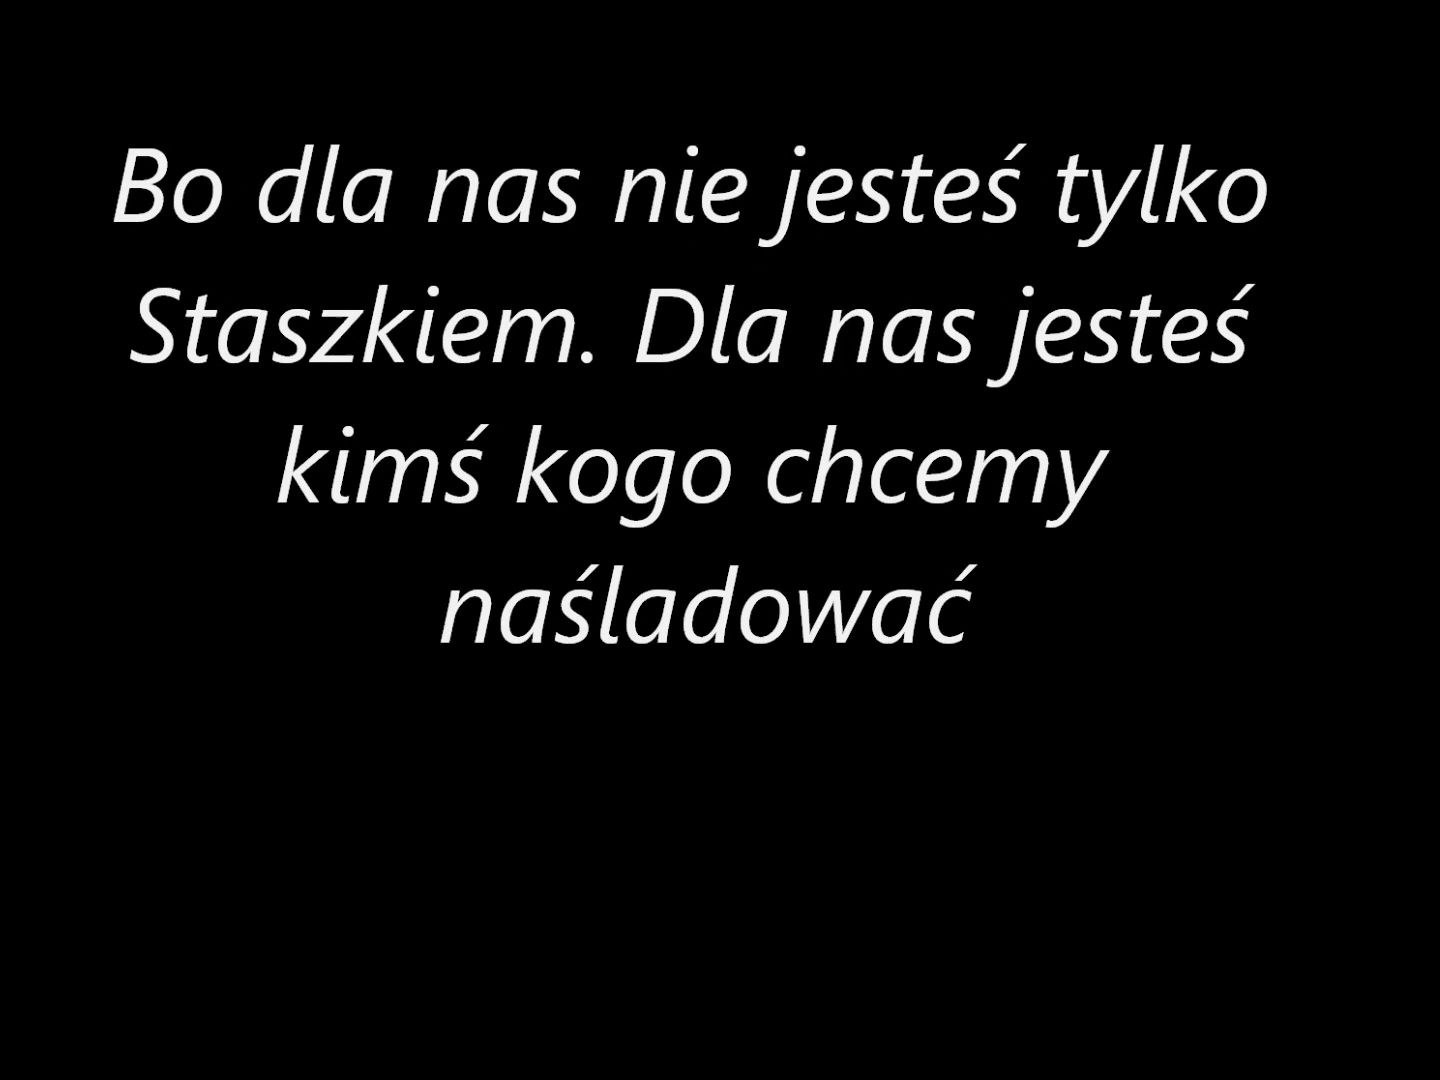 Bo dla nas nie jesteś tylko
Staszkiem. Dla nas jesteś
kimś kogo chcemy
naśladować